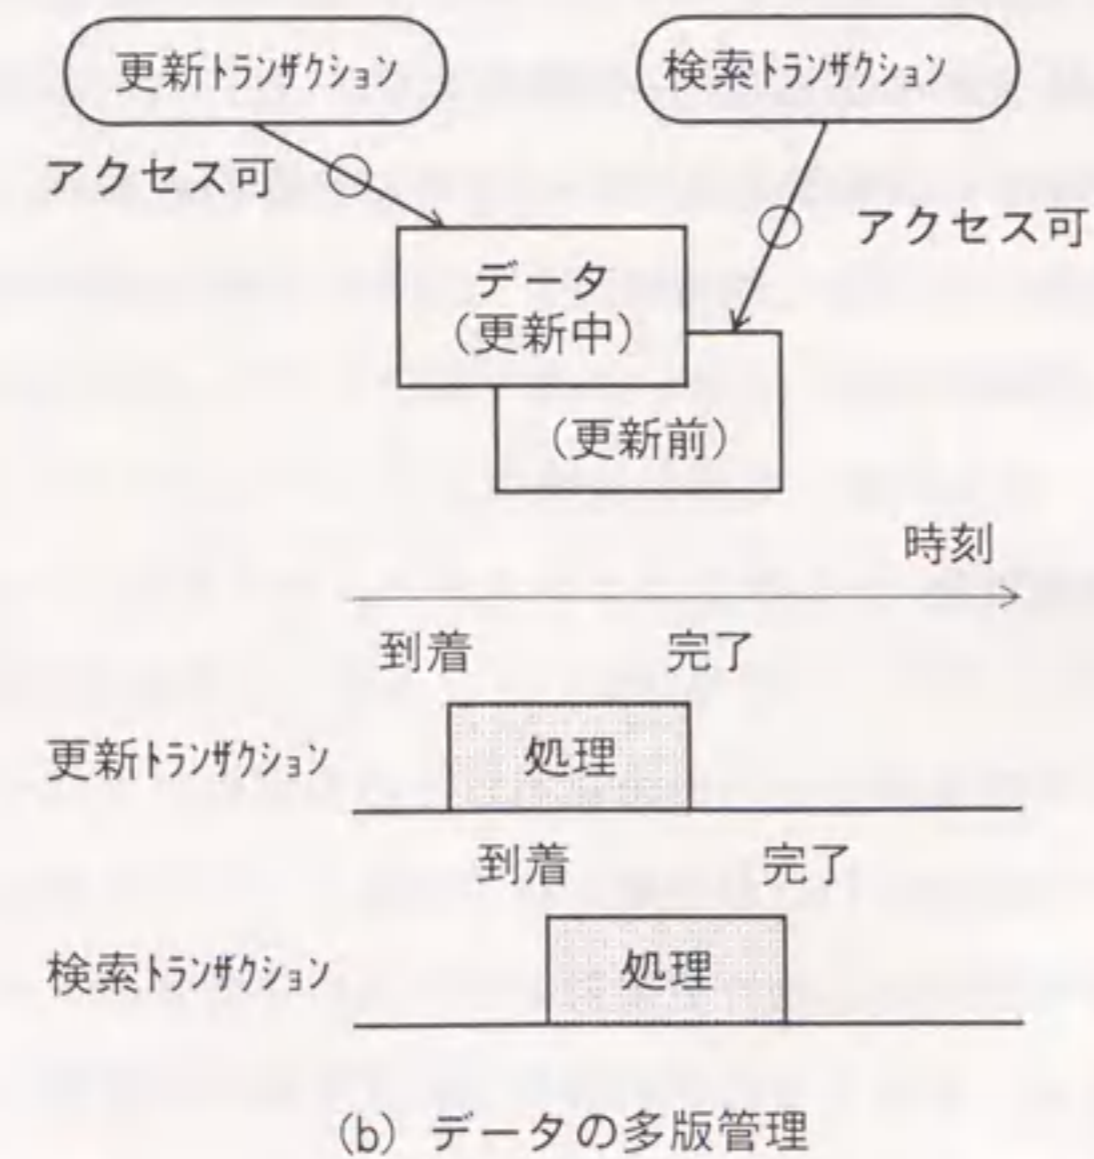 更新トランザクション
検索トランザクション
アクセス可
アクセス可
データ
(更新中)
(更新前)
時刻
到着
完了
更新トランザクション
処理
到着
完了
検索トランザクション
処理
(b) データの多版管理